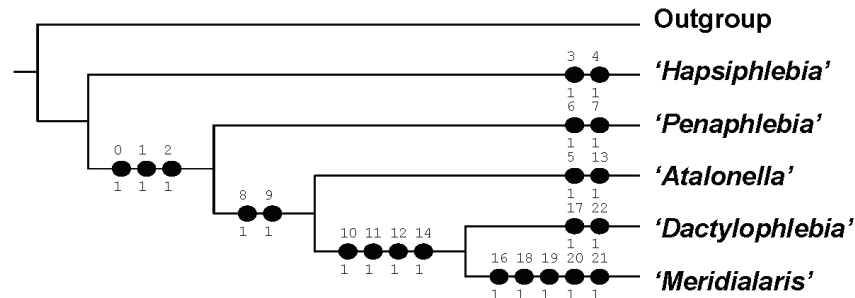 Outgroup
3 4
'Hapsiphlebia'
1 1
6 7
'Penaphlebia'
1 1
0 1 2
1 1 1
5 13
'Atalonella'
1 1
8 9
1 1
17 22
'Dactylophlebia'
1 1
10 11 12 14
1 1 1 1
16 18 19 20 21
'Meridialaris'
1 1 1 1 1